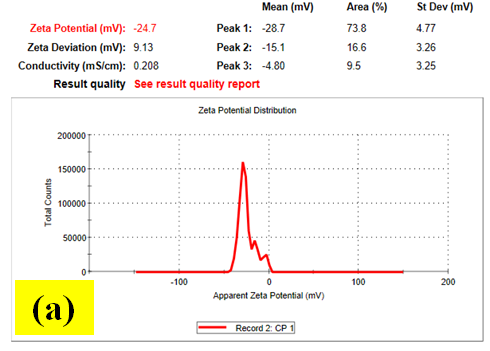 Mean (mV) Area (%) St Dev (mV)
Zeta Potential (mV): -24.7 Peak 1: -28.7 73.8 4.77
Zeta Deviation (mV): 9.13 Peak 2: -15.1 16.6 3.26
Conductivity (mS/cm): 0.208 Peak 3: -4.80 9.5 3.25
Result quality See result quality report
Zeta Potential Distribution
Total Counts
200000
150000
100000
50000
0
-100 0 100 200
Apparent Zeta Potential (mV)
Record 2: CP 1
(a)